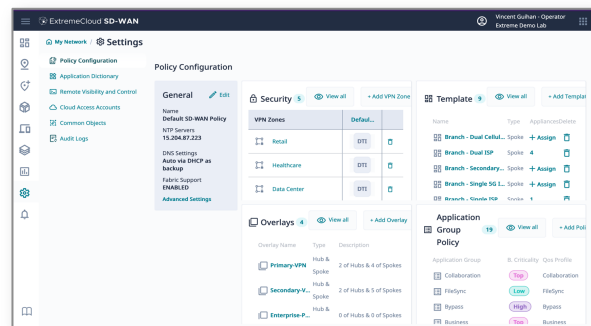 ExtremeCloud SD-WAN
Vincent Guihan - Operator
Extreme Demo Lab
My Network / Settings
Policy Configuration
Application Dictionary
Remote Visibility and Control
Cloud Access Accounts
Common Objects
Audit Logs
Policy Configuration
General Edit
Name
Default SD-WAN Policy
NTP Servers
15.204.87.223
DNS Settings
Auto via DHCP as
backup
Fabric Support
ENABLED
Advanced Settings
Security 5 View all + Add VPN Zone
VPN Zones Defaul...
Retail DTI
Healthcare DTI
Data Center DTI
Template 9 View all + Add Templat
Name Type Appliances Delete
Branch - Dual Cellul... Spoke + Assign
Branch - Dual ISP Spoke 4
Branch - Secondary... Spoke + Assign
Branch - Single 5G I... Spoke + Assign
Branch - Single ISP Spoke 1
Overlays 4 View all + Add Overlay
Overlay Name Type Description
Primary-VPN Hub & Spoke 2 of Hubs & 4 of Spokes
Secondary-V... Hub & Spoke 2 of Hubs & 5 of Spokes
Enterprise-P... Hub & Spoke 0 of Hubs & 0 of Spokes
Application
Group
Policy
19 View all + Add Poli
Application Group B. Criticality Qos Profile
Collaboration Top Collaboration
FileSync Low FileSync
Bypass High Bypass
Business Top Business